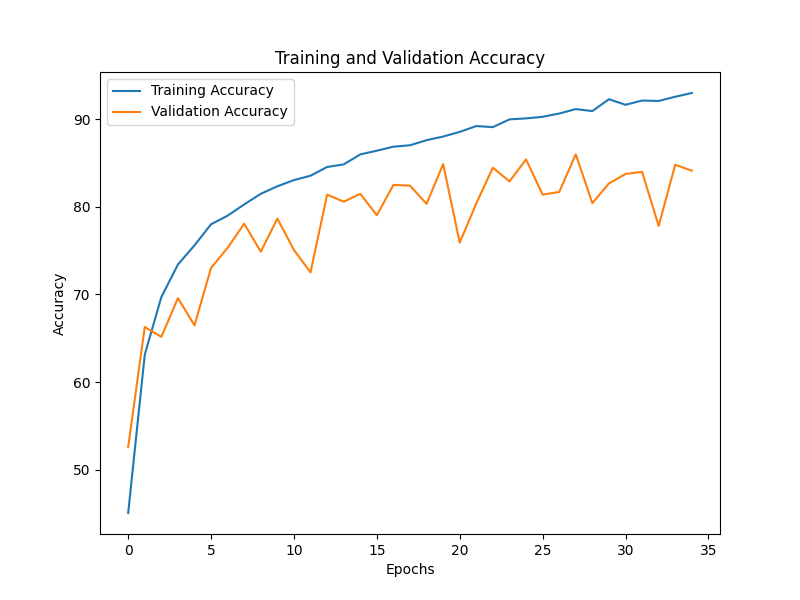 Training and Validation Accuracy
Training Accuracy
Validation Accuracy
90
80
70
60
50
Accuracy
0 5 10 15 20 25 30 35
Epochs